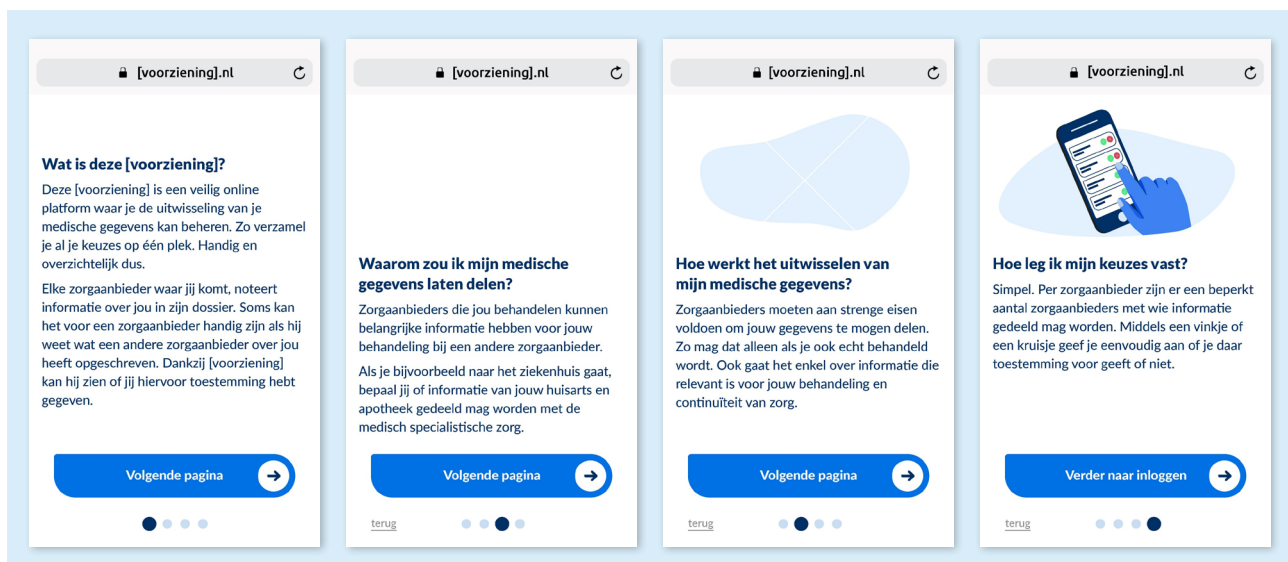 [voorziening].nl
Wat is deze [voorziening]?
Deze [voorziening] is een veilig online
platform waar je de uitwisseling van je
medische gegevens kan beheren. Zo verzamel
je al je keuzes op één plek. Handig en
overzichtelijk dus.
Elke zorgaanbieder waar jij komt, noteert
informatie over jou in zijn dossier. Soms kan
het voor een zorgaanbieder handig zijn als hij
weet wat een andere zorgaanbieder over jou
heeft opgeschreven. Dankzij [voorziening]
kan hij zien of jij hiervoor toestemming hebt
gegeven.
Volgende pagina
[voorziening].nl
Waarom zou ik mijn medische
gegevens laten delen?
Zorgaanbieders die jou behandelen kunnen
belangrijke informatie hebben voor jouw
behandeling bij een andere zorgaanbieder.
Als je bijvoorbeeld naar het ziekenhuis gaat,
bepaal jij of informatie van jouw huisarts en
apotheek gedeeld mag worden met de
medisch specialistische zorg.
Volgende pagina
terug
[voorziening].nl
Hoe werkt het uitwisselen van
mijn medische gegevens?
Zorgaanbieders moeten aan strenge eisen
voldoen om jouw gegevens te mogen delen.
Zo mag dat alleen als je ook echt behandeld
wordt. Ook gaat het enkel over informatie die
relevant is voor jouw behandeling en
continuïteit van zorg.
Volgende pagina
terug
[voorziening].nl
Hoe leg ik mijn keuzes vast?
Simpel. Per zorgaanbieder zijn er een beperkt
aantal zorgaanbieders met wie informatie
gedeeld mag worden. Middels een vinkje of
een kruisje geef je eenvoudig aan of je daar
toestemming voor geeft of niet.
Verder naar inloggen
terug